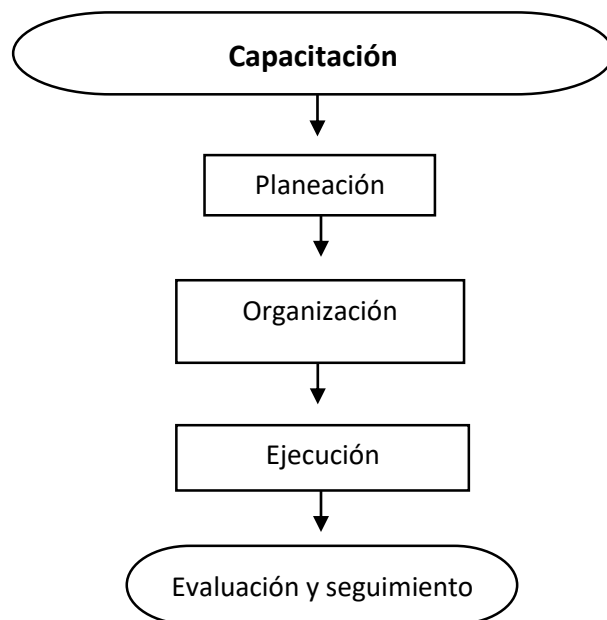 Capacitación
Planeación
Organización
Ejecución
Evaluación y seguimiento